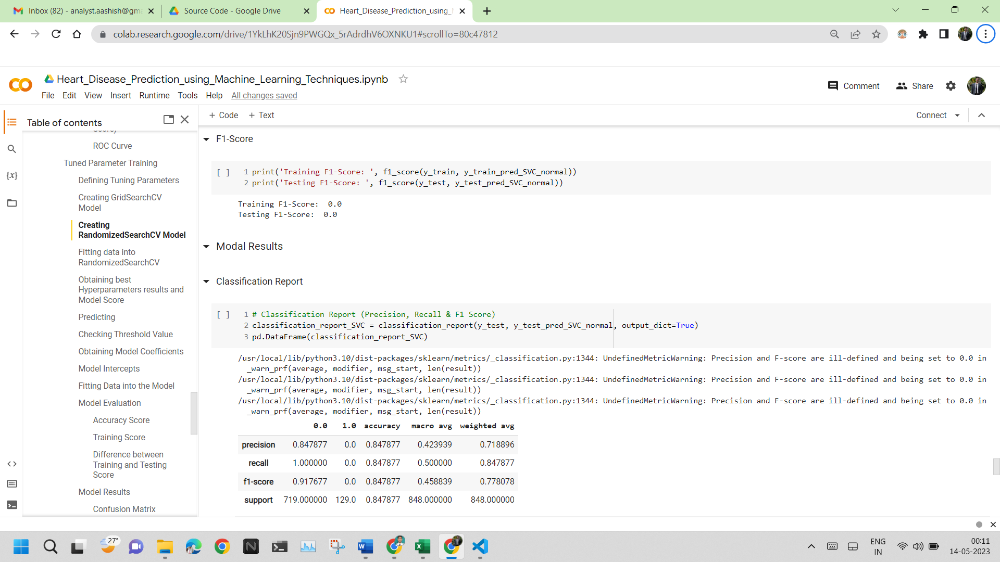 Inbox (82) - analyst.aashish@gm
Source Code - Google Drive
Heart_Disease_Prediction_using_
colab.research.google.com/drive/1YkLhK20Sjn9PWGQx_5rAdrdhV6OXNKU1#scrollTo=80c47812
Heart_Disease_Prediction_using_Machine_Learning_Techniques.ipynb
Comment
Share
File Edit View Insert Runtime Tools Help All changes saved
Table of contents
+ Code + Text
Connect
ROC Curve
Tuned Parameter Training
Defining Tuning Parameters
Creating GridSearchCV
Model
Creating
RandomizedSearchCV Model
Fitting data into
RandomizedSearchCV
Obtaining best
Hyperparameters results and
Model Score
Predicting
Checking Threshold Value
Obtaining Model Coefficients
Model Intercepts
Fitting Data into the Model
Model Evaluation
Accuracy Score
Training Score
Difference between
Training and Testing
Score
Model Results
Confusion Matrix
{x}
F1-Score
[ ] 1 print('Training F1-Score: ', f1_score(y_train, y_train_pred_SVC_normal))
2 print('Testing F1-Score: ', f1_score(y_test, y_test_pred_SVC_normal))
Training F1-Score:  0.0
Testing F1-Score:  0.0
Modal Results
Classification Report
[ ] 1 # Classification Report (Precision, Recall & F1 Score)
2 classification_report_SVC = classification_report(y_test, y_test_pred_SVC_normal, output_dict=True)
3 pd.DataFrame(classification_report_SVC)
/usr/local/lib/python3.10/dist-packages/sklearn/metrics/_classification.py:1344: UndefinedMetricWarning: Precision and F-score are ill-defined and being set to 0.0 in
_warn_prf(average, modifier, msg_start, len(result))
/usr/local/lib/python3.10/dist-packages/sklearn/metrics/_classification.py:1344: UndefinedMetricWarning: Precision and F-score are ill-defined and being set to 0.0 in
_warn_prf(average, modifier, msg_start, len(result))
/usr/local/lib/python3.10/dist-packages/sklearn/metrics/_classification.py:1344: UndefinedMetricWarning: Precision and F-score are ill-defined and being set to 0.0 in
_warn_prf(average, modifier, msg_start, len(result))
0.0 1.0 accuracy macro avg weighted avg
precision 0.847877 0.0 0.847877 0.423939 0.718896
recall 1.000000 0.0 0.847877 0.500000 0.847877
f1-score 0.917677 0.0 0.847877 0.458839 0.778078
support 719.000000 129.0 0.847877 848.000000 848.000000
27°
ENG
IN
00:11
14-05-2023